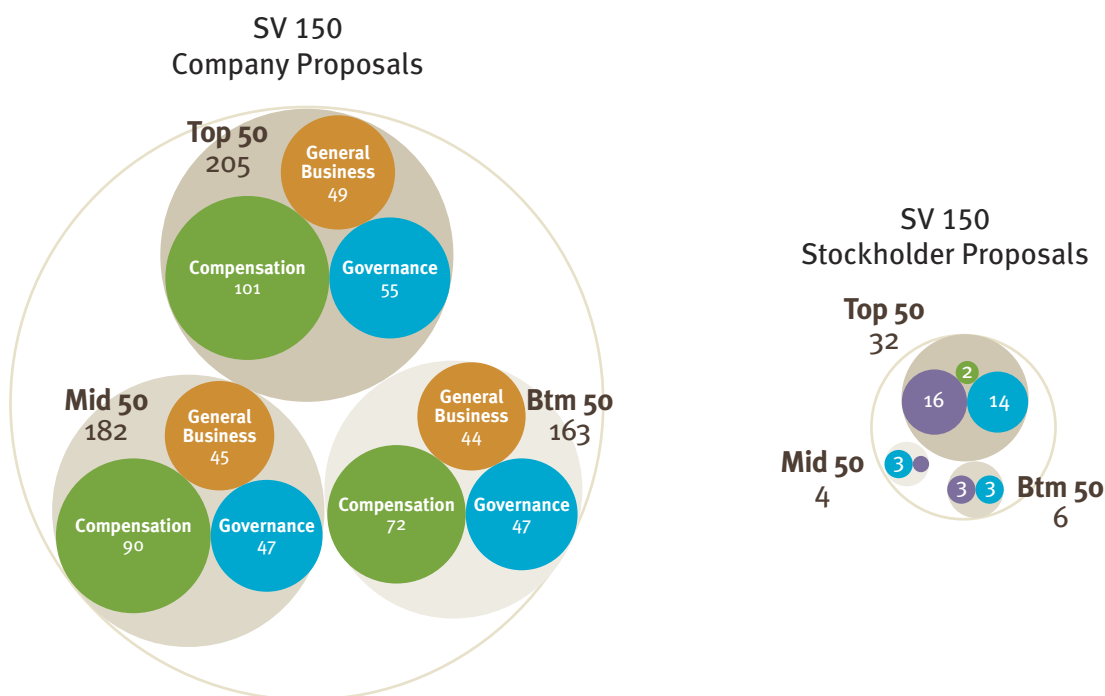 SV 150
Company Proposals
Top 50
205
General
Business
49
Compensation
101
Governance
55
Mid 50
182
General
Business
45
Compensation
90
Governance
47
Btm 50
163
General
Business
44
Compensation
72
Governance
47
SV 150
Stockholder Proposals
Top 50
32
2
16
14
Mid 50
4
3
Btm 50
6
3
3